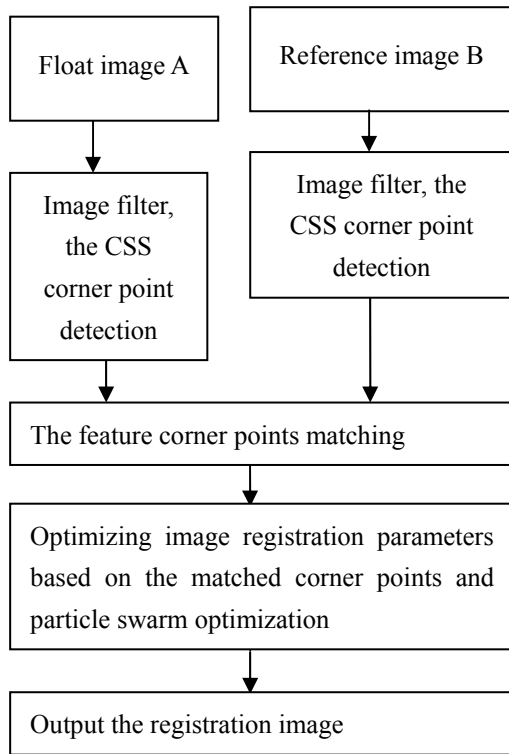 Float image A
Reference image B
Image filter,
the CSS
corner point
detection
Image filter, the
CSS corner point
detection
The feature corner points matching
Optimizing image registration parameters
based on the matched corner points and
particle swarm optimization
Output the registration image